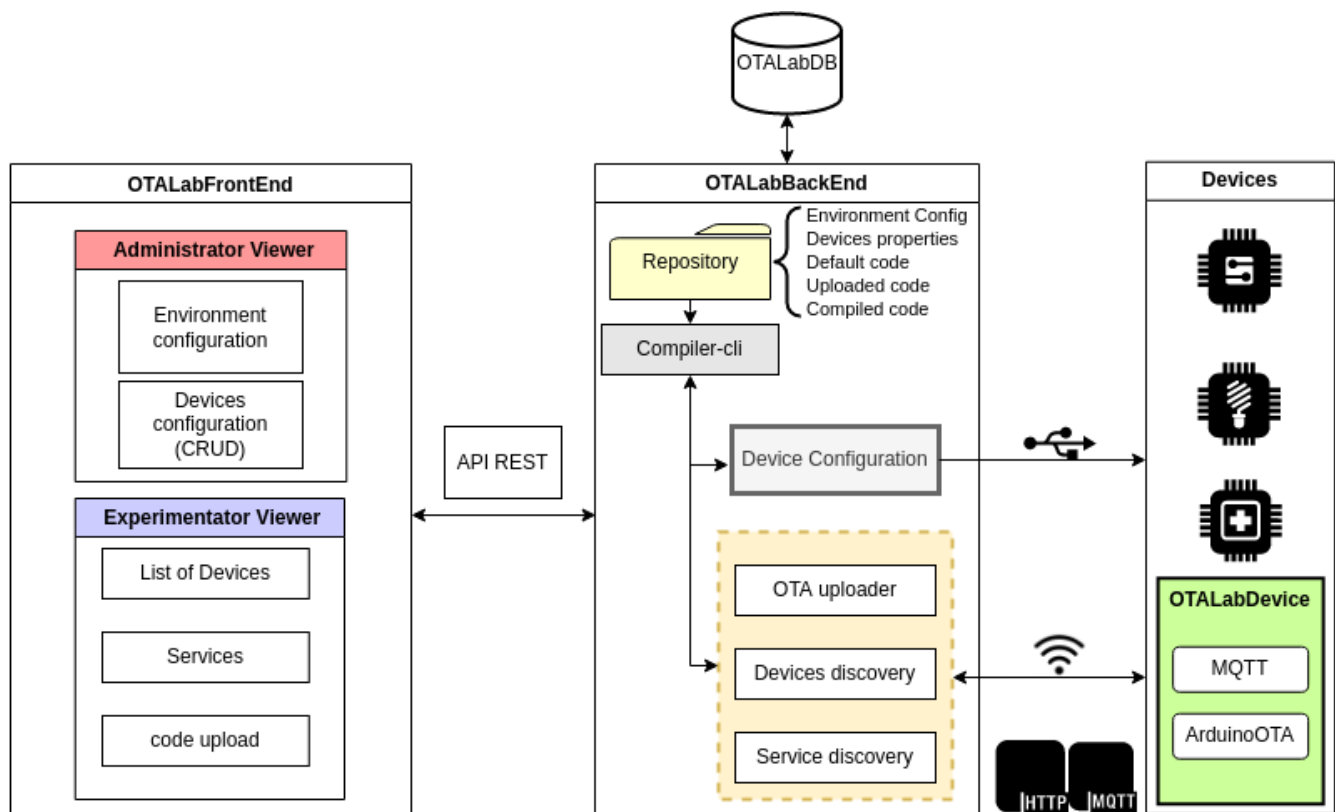 OTALabDB
OTALabFrontEnd
Administrator Viewer
Environment
configuration
Devices
configuration
(CRUD)
Experimentator Viewer
List of Devices
Services
code upload
API REST
OTALabBackEnd
Repository
Environment Config
Devices properties
Default code
Uploaded code
Compiled code
Compiler-cli
Device Configuration
OTA uploader
Devices discovery
Service discovery
HTTP
MQTT
Devices
OTALabDevice
MQTT
ArduinoOTA